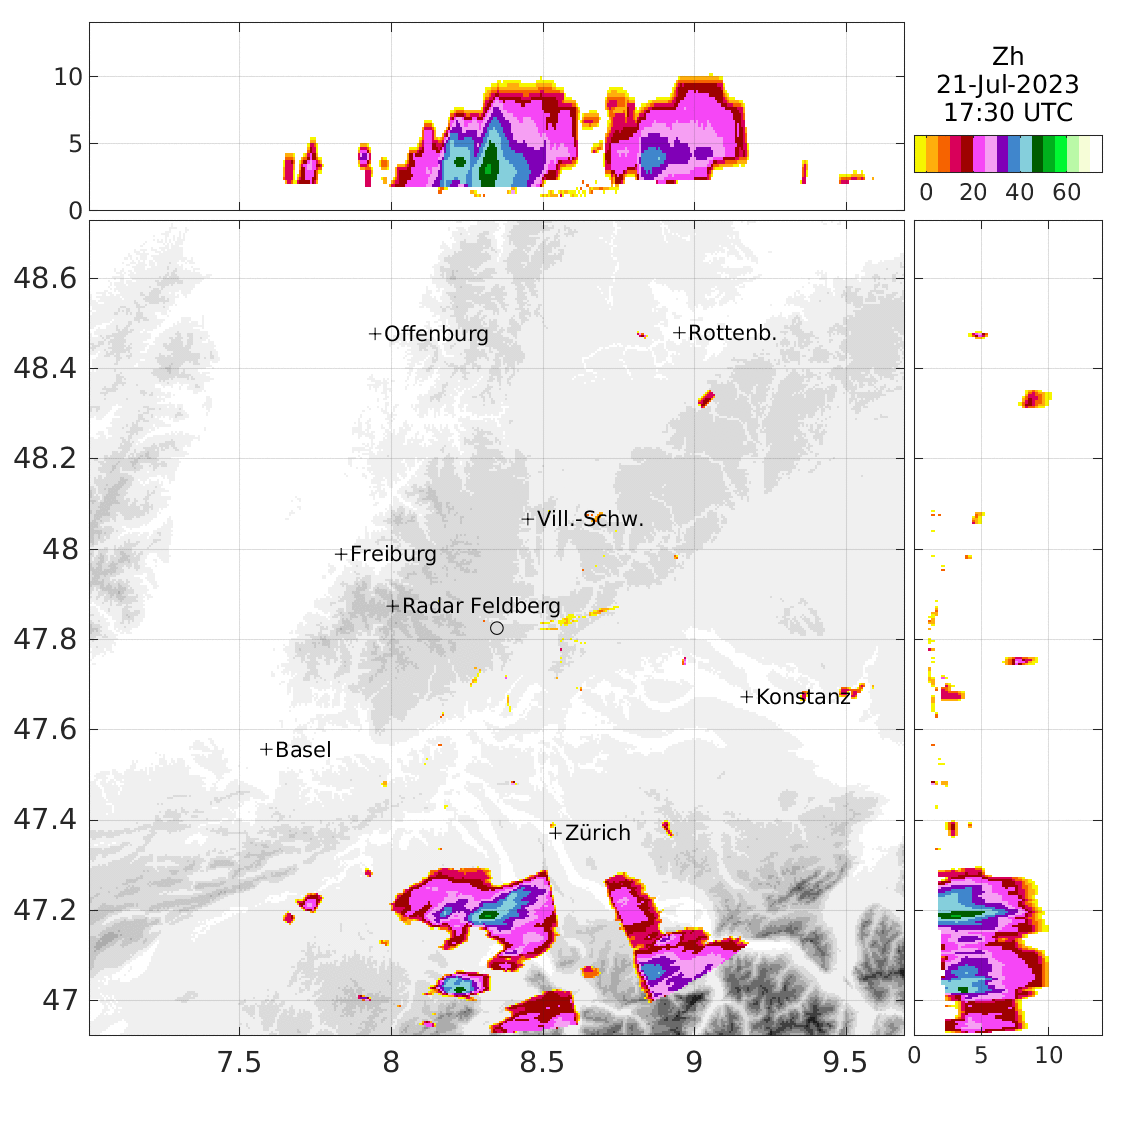 10
5
0
Zh
21-Jul-2023
17:30 UTC
0 20 40 60
48.6
48.4
48.2
48
47.8
47.6
47.4
47.2
47
+Offenburg
+Rottenb.
+Vill.-Schw.
+Freiburg
+Radar Feldberg
+Konstanz
+Basel
+Zürich
7.5 8 8.5 9 9.5
0 5 10